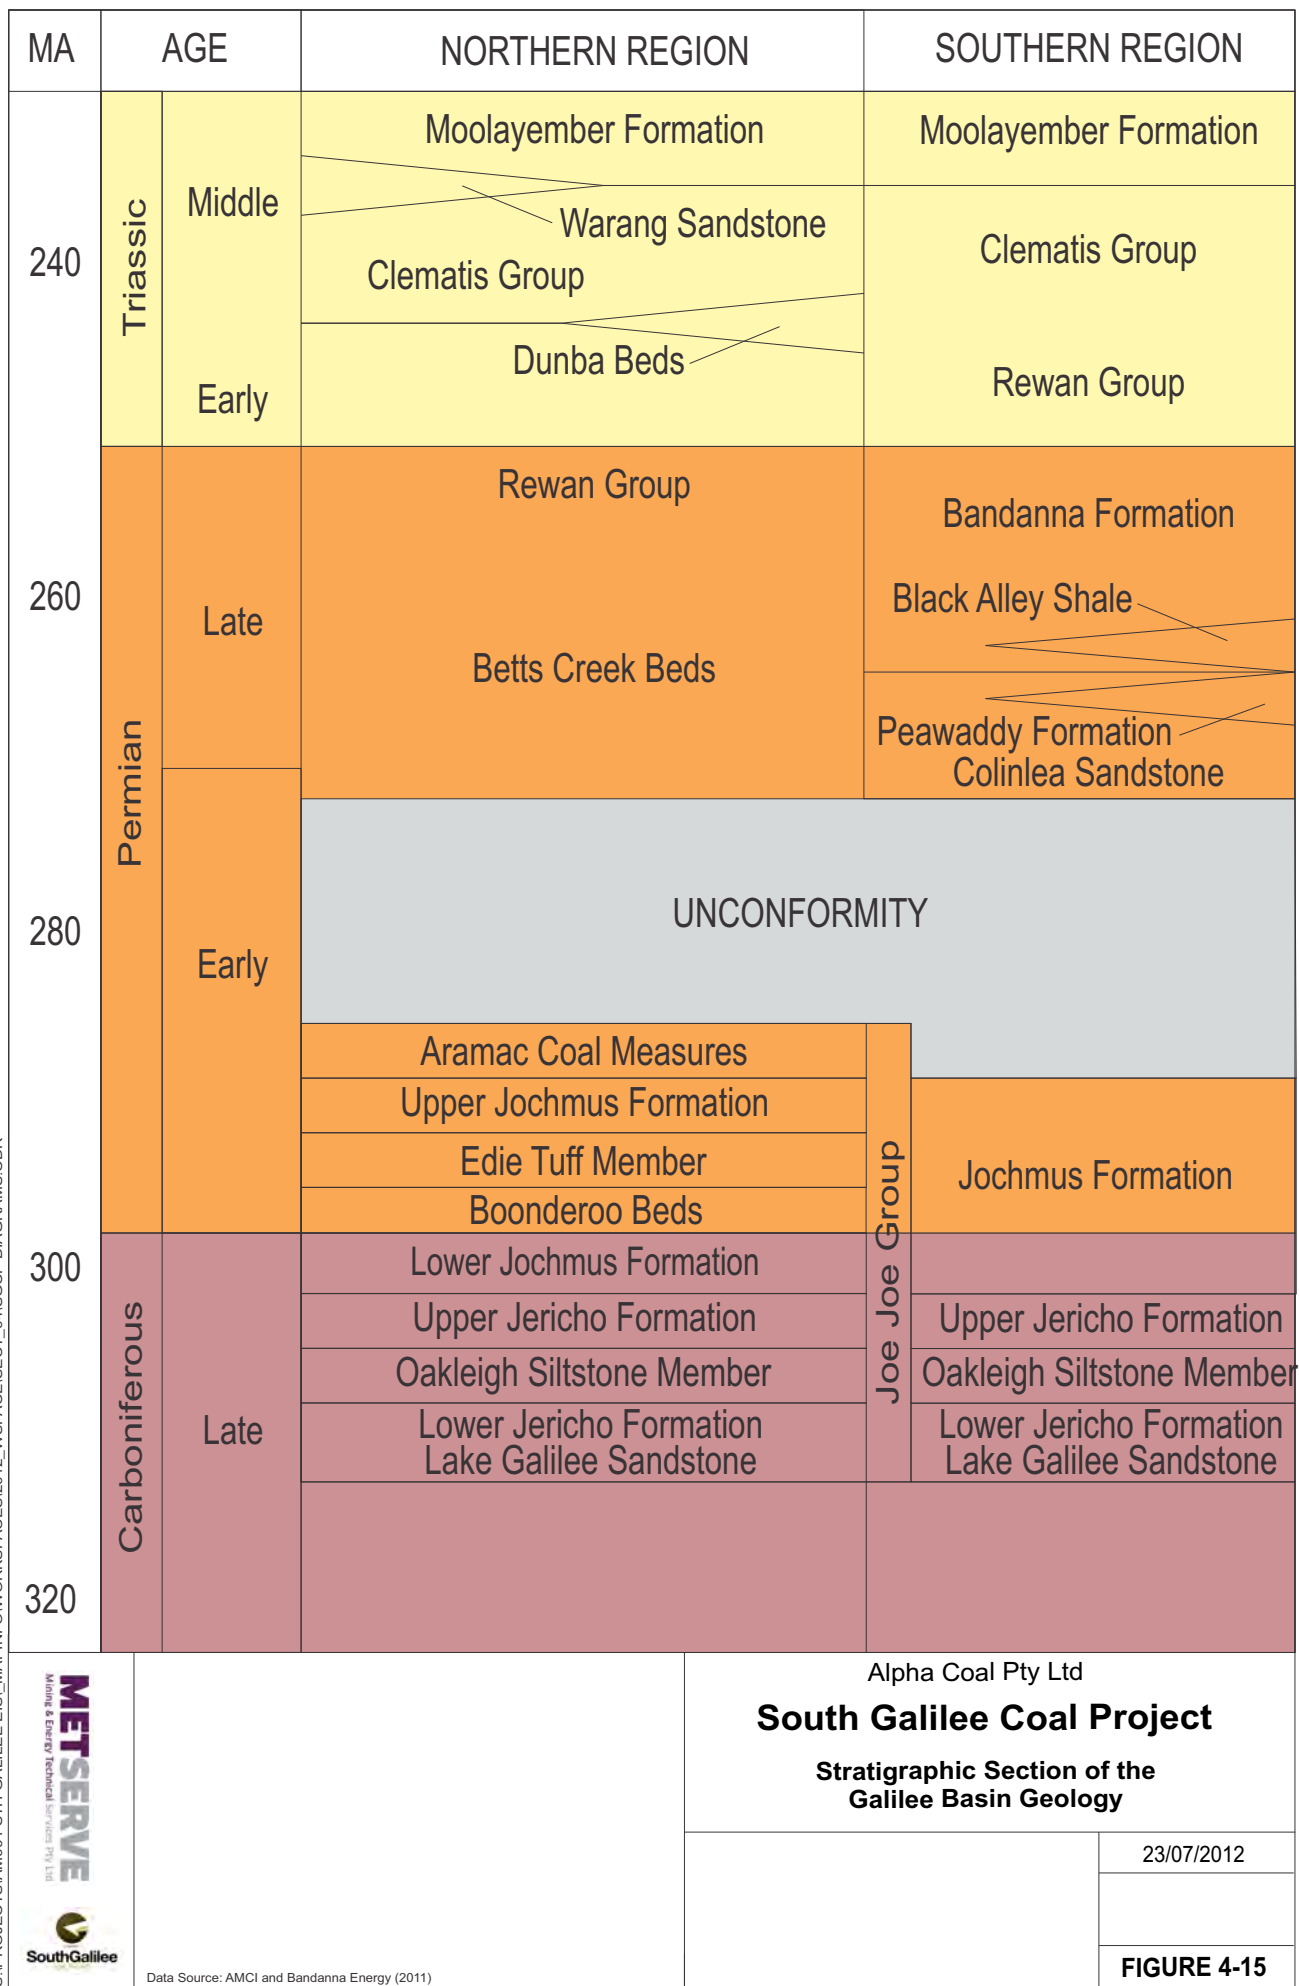 MA
AGE
NORTHERN REGION
SOUTHERN REGION
Triassic
Middle
Early
240
Moolayember Formation
Warang Sandstone
Clematis Group
Dunba Beds
Moolayember Formation
Clematis Group
Rewan Group
Permian
260
Late
Rewan Group
Betts Creek Beds
Bandanna Formation
Black Alley Shale
Peawaddy Formation
Colinlea Sandstone
280
Early
UNCONFORMITY
Aramac Coal Measures
Upper Jochmus Formation
Edie Tuff Member
Boonderoo Beds
Joe Joe Group
Jochmus Formation
Carboniferous
300
Late
320
Lower Jochmus Formation
Upper Jericho Formation
Oakleigh Siltstone Member
Lower Jericho Formation
Lake Galilee Sandstone
Upper Jericho Formation
Oakleigh Siltstone Member
Lower Jericho Formation
Lake Galilee Sandstone
METSERVE
Mining & Energy Technical Services Pty Ltd
SouthGalilee
Data Source: AMCI and Bandanna Energy (2011)
Alpha Coal Pty Ltd
South Galilee Coal Project
Stratigraphic Section of the
Galilee Basin Geology
23/07/2012
FIGURE 4-15